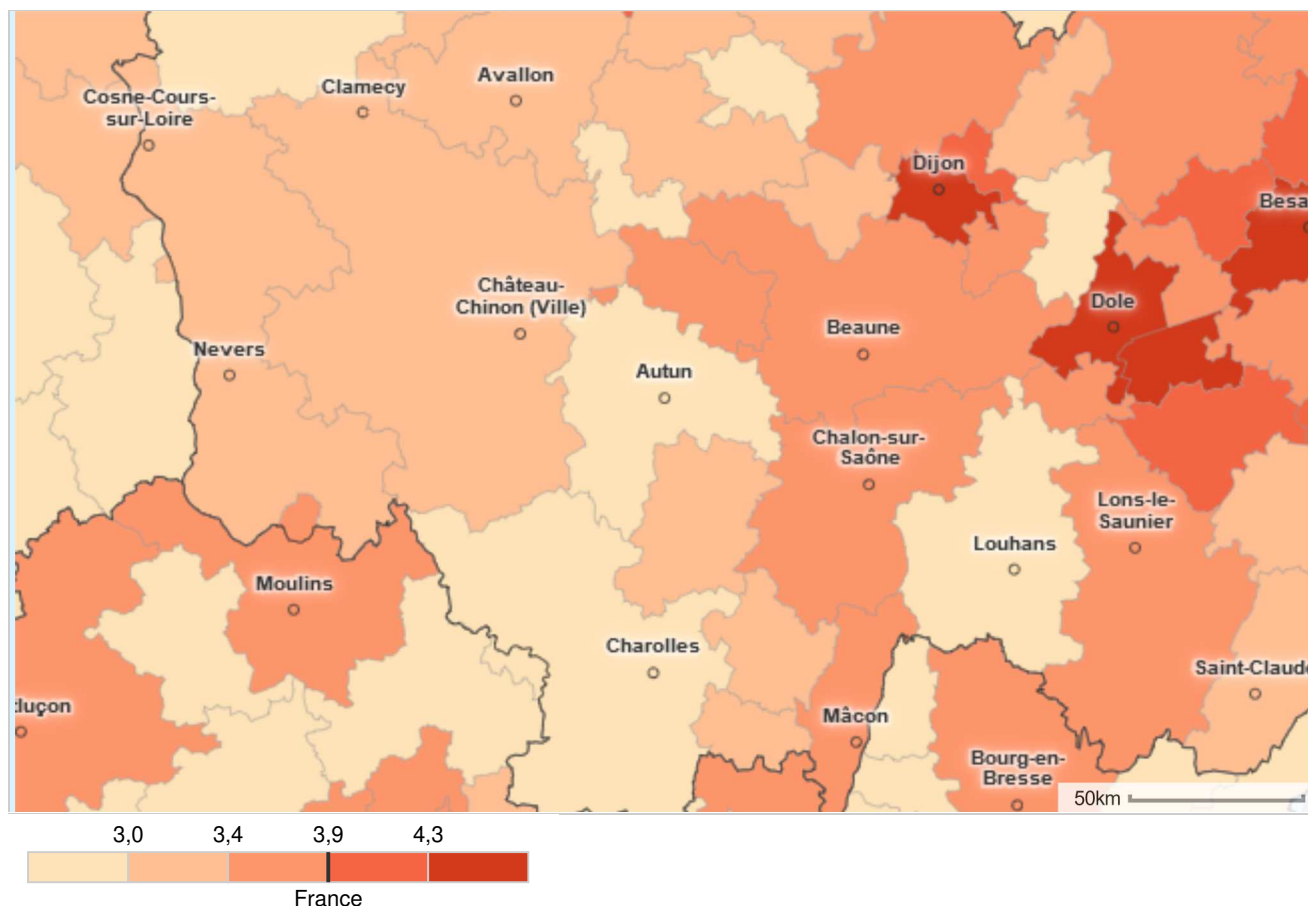 Avallon
Clamecy
Cosne-Cours-
sur-Loire
Dijon
Besa
Château-
Chinon (Ville)
Dole
Beaune
Nevers
Autun
Chalon-sur-
Saône
Lons-le-
Saunier
Louhans
Moulins
Charolles
Saint-Claude
tluçon
Mâcon
Bourg-en-
Bresse
50km
3,0 3,4 3,9 4,3
France